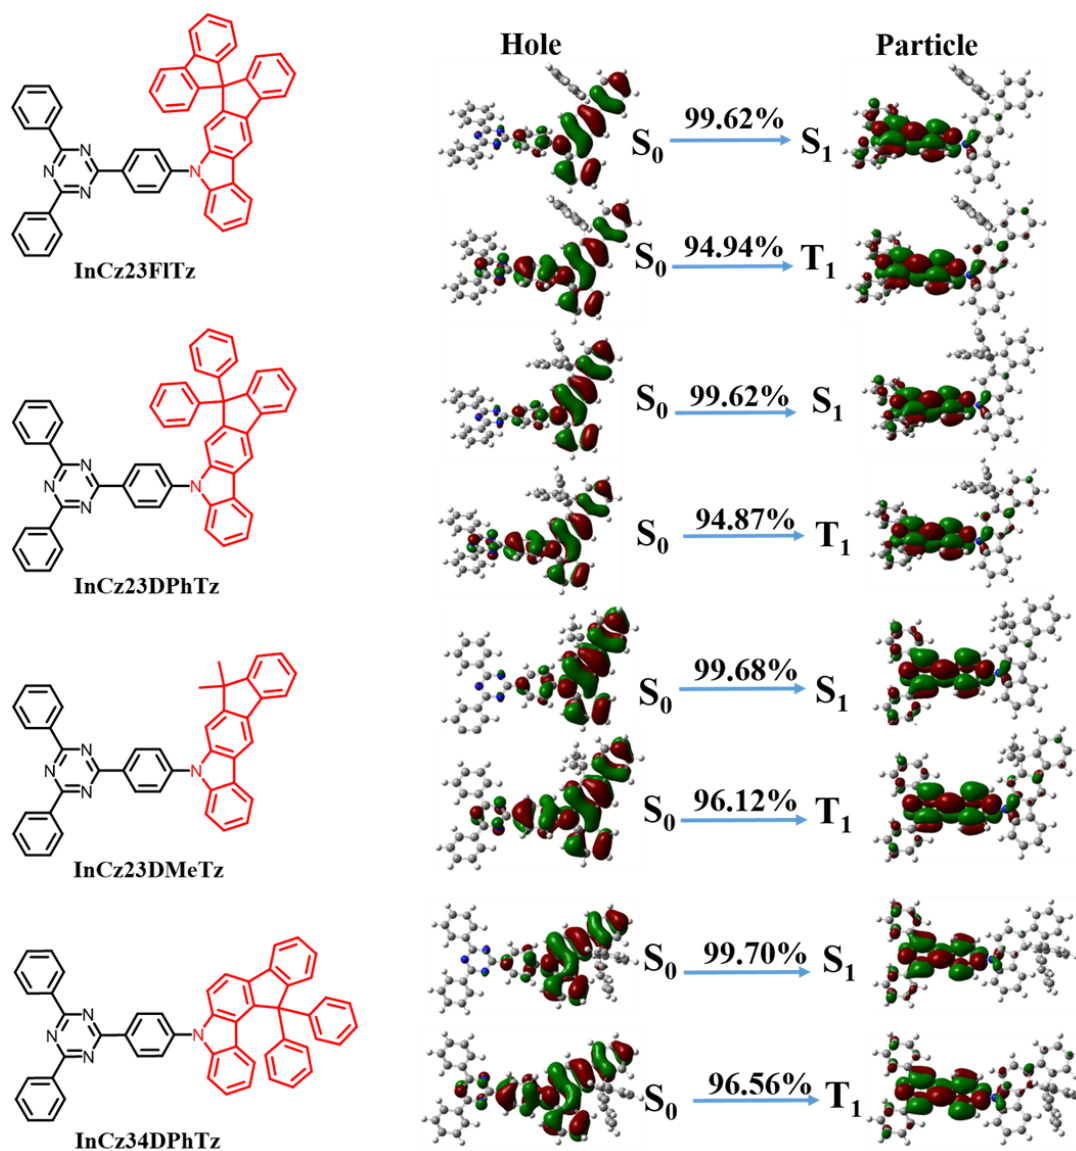 Hole Particle
S0 99.62% S1
S0 94.94% T1
N
N
N
N
InCz23FlTz
S0 99.62% S1
S0 94.87% T1
N
N
N
N
InCz23DPhTz
S0 99.68% S1
S0 96.12% T1
N
N
N
N
InCz23DMeTz
S0 99.70% S1
S0 96.56% T1
N
N
N
N
InCz34DPhTz